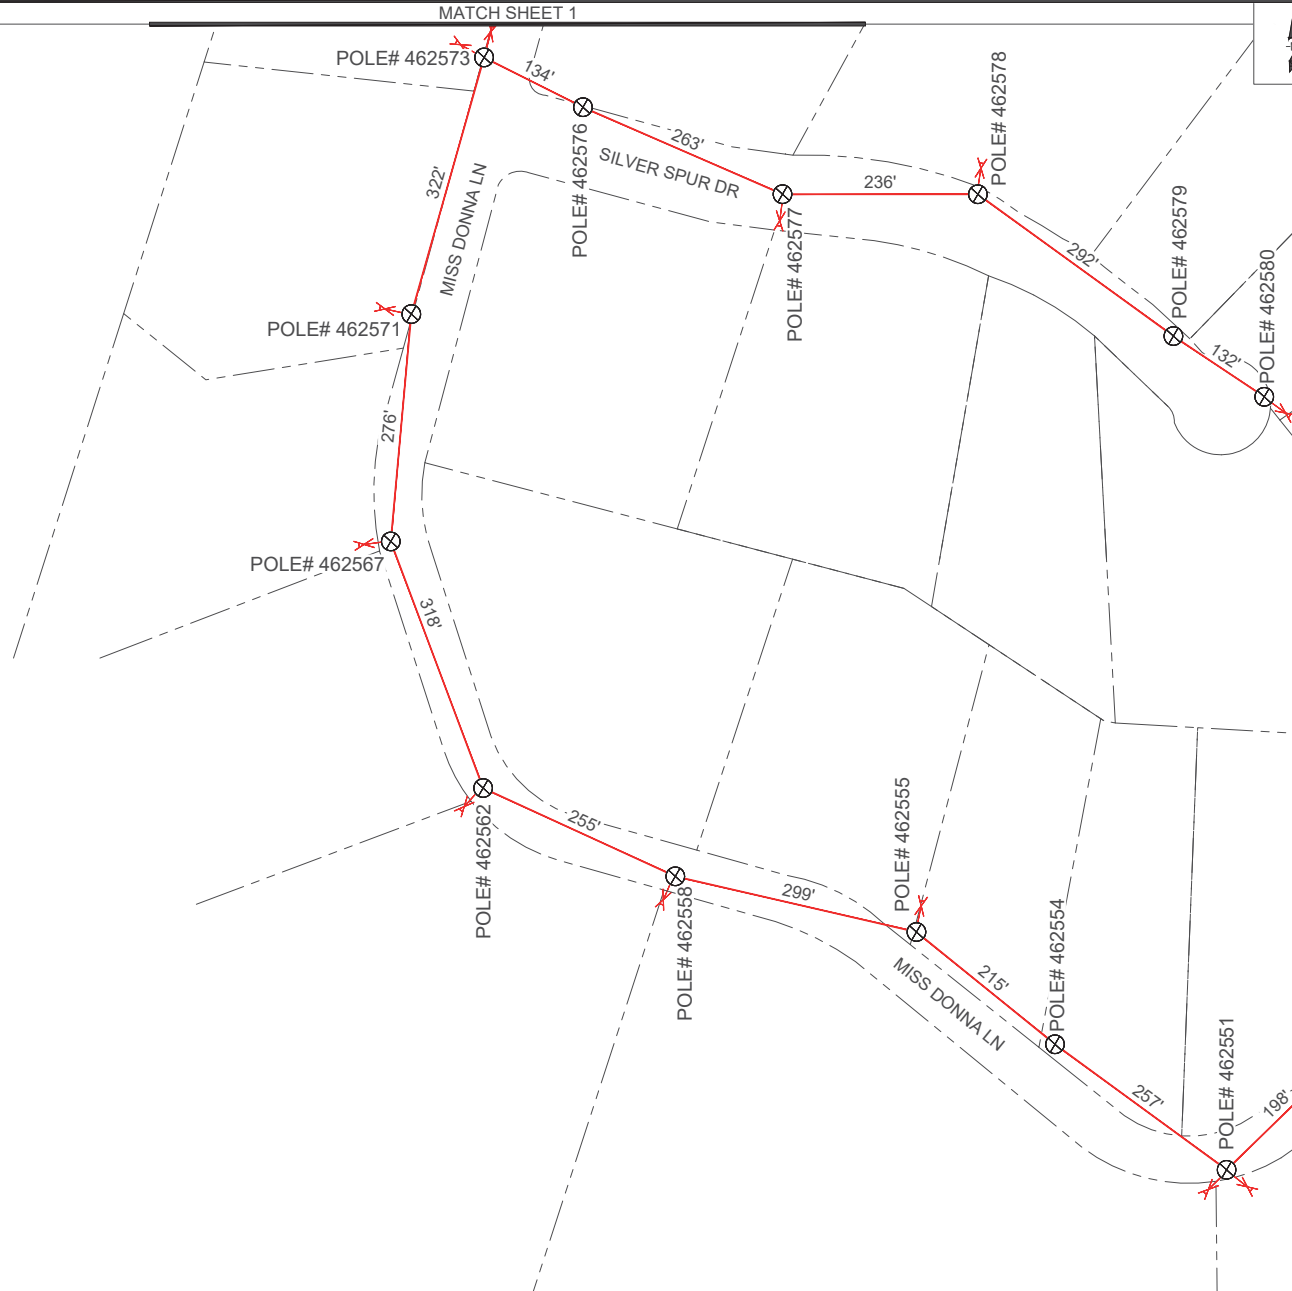 MATCH SHEET 1
POLE# 462573
134'
POLE# 462576
263'
SILVER SPUR DR
POLE# 462577
236'
POLE# 462578
292'
POLE# 462579
132'
POLE# 462580
322'
MISS DONNA LN
POLE# 462571
276'
POLE# 462567
318'
POLE# 462562
255'
POLE# 462558
299'
POLE# 462555
215'
MISS DONNA LN
POLE# 462554
257'
POLE# 462551
198'